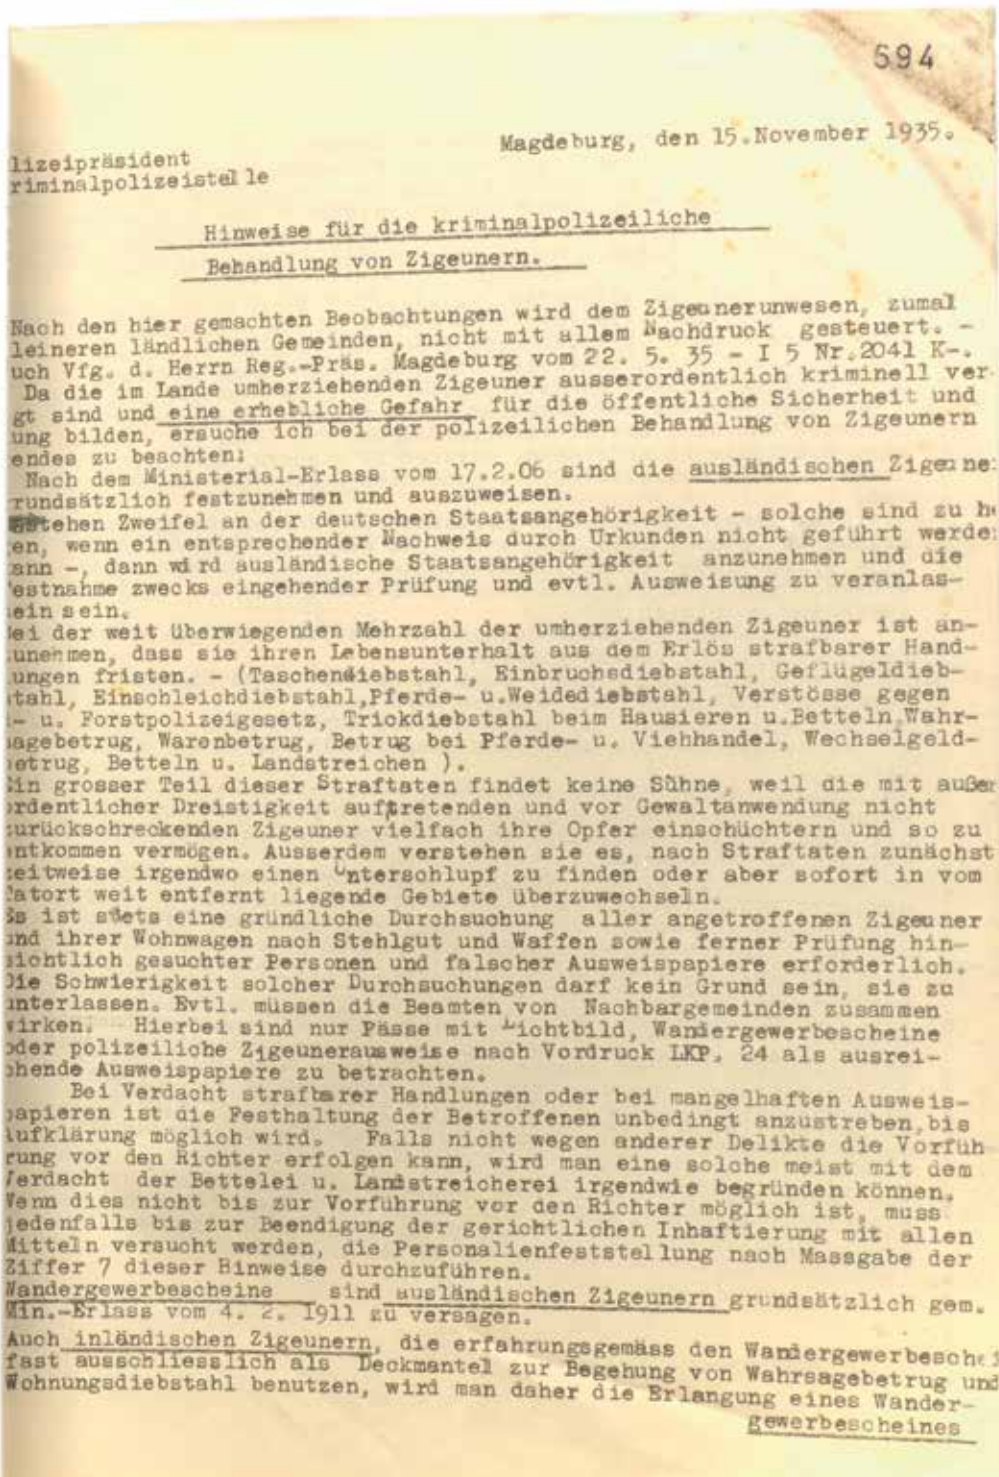 594
Magdeburg, den 15.November 1935.
lizeipräsident
riminalpolizeistelle
Hinweise für die kriminalpolizeiliche
Behandlung von Zigeunern.
Nach den hier gemachten Beobachtungen wird dem Zigeunerunwesen, zumal
leineren ländlichen Gemeinden, nicht mit allem Nachdruck gesteuert. -
uch Vfg. d. Herrn Reg.-Präs. Magdeburg vom 22. 5. 35 - I 5 Nr.2041 K-.
Da die im Lande umherziehenden Zigeuner ausserordentlich kriminell ver-
gt sind und eine erhebliche Gefahr für die öffentliche Sicherheit und
ung bilden, ersuche ich bei der polizeilichen Behandlung von Zigeunern
endes zu beachten:
Nach dem Ministerial-Erlass vom 17.2.06 sind die ausländischen Zigeune
rundsätzlich festzunehmen und auszuweisen.
stehen Zweifel an der deutschen Staatsangehörigkeit - solche sind zu he
en, wenn ein entsprechender Nachweis durch Urkunden nicht geführt werde
ann -, dann wird ausländische Staatsangehörigkeit anzunehmen und die
estnahme zwecks eingehender Prüfung und evtl. Ausweisung zu veranlas-
sein sein.
ei der weit überwiegenden Mehrzahl der umherziehenden Zigeuner ist an-
unehmen, dass sie ihren Lebensunterhalt aus dem Erlös strafbarer Hand-
ungen fristen. - (Taschendiebstahl, Einbruchsdiebstahl, Geflügeldieb-
tahl, Einschleichdiebstahl,Pferde- u.Weidediebstahl, Verstösse gegen
- u. Forstpolizeigesetz, Trickdiebstahl beim Hausieren u.Betteln,Wahr-
sagebetrug, Warenbetrug, Betrug bei Pferde- u. Viehhandel, Wechselgeld-
betrug, Betteln u. Landstreichen ).
Ein grosser Teil dieser Straftaten findet keine Sühne, weil die mit außer
rdentlicher Dreistigkeit auftretenden und vor Gewaltanwendung nicht
zurückschreckenden Zigeuner vielfach ihre Opfer einschüchtern und so zu
entkommen vermögen. Ausserdem verstehen sie es, nach Straftaten zunächst
zeitweise irgendwo einen Unterschlupf zu finden oder aber sofort in vom
Tatort weit entfernt liegende Gebiete überzuwechseln.
Es ist stets eine gründliche Durchsuchung aller angetroffenen Zigeuner
und ihrer Wohnwagen nach Stehlgut und Waffen sowie ferner Prüfung hin-
sichtlich gesuchter Personen und falscher Ausweispapiere erforderlich.
Die Schwierigkeit solcher Durchsuchungen darf kein Grund sein, sie zu
unterlassen. Evtl. müssen die Beamten von Nachbargemeinden zusammen
wirken. Hierbei sind nur Pässe mit Lichtbild, Wandergewerbescheine
oder polizeiliche Zigeunerausweise nach Vordruck LKP. 24 als ausrei-
chende Ausweispapiere zu betrachten.
Bei Verdacht strafbarer Handlungen oder bei mangelhaften Ausweis-
papieren ist die Festhaltung der Betroffenen unbedingt anzustreben,bis
Aufklärung möglich wird. Falls nicht wegen anderer Delikte die Vorfüh
rung vor den Richter erfolgen kann, wird man eine solche meist mit dem
Verdacht der Bettelei u. Landstreicherei irgendwie begründen können.
Wenn dies nicht bis zur Vorführung vor den Richter möglich ist, muss
jedenfalls bis zur Beendigung der gerichtlichen Inhaftierung mit allen
Mitteln versucht werden, die Personalienfeststellung nach Massgabe der
Ziffer 7 dieser Hinweise durchzuführen.
Wandergewerbescheine sind ausländischen Zigeunern grundsätzlich gem.
Min.-Erlass vom 4. 2. 1911 zu versagen.
Auch inländischen Zigeunern, die erfahrungsgemäss den Wandergewerbeschei
fast ausschliesslich als Deckmantel zur Begehung von Wahrsagebetrug und
Wohnungsdiebstahl benutzen, wird man daher die Erlangung eines Wander-
gewerbescheines